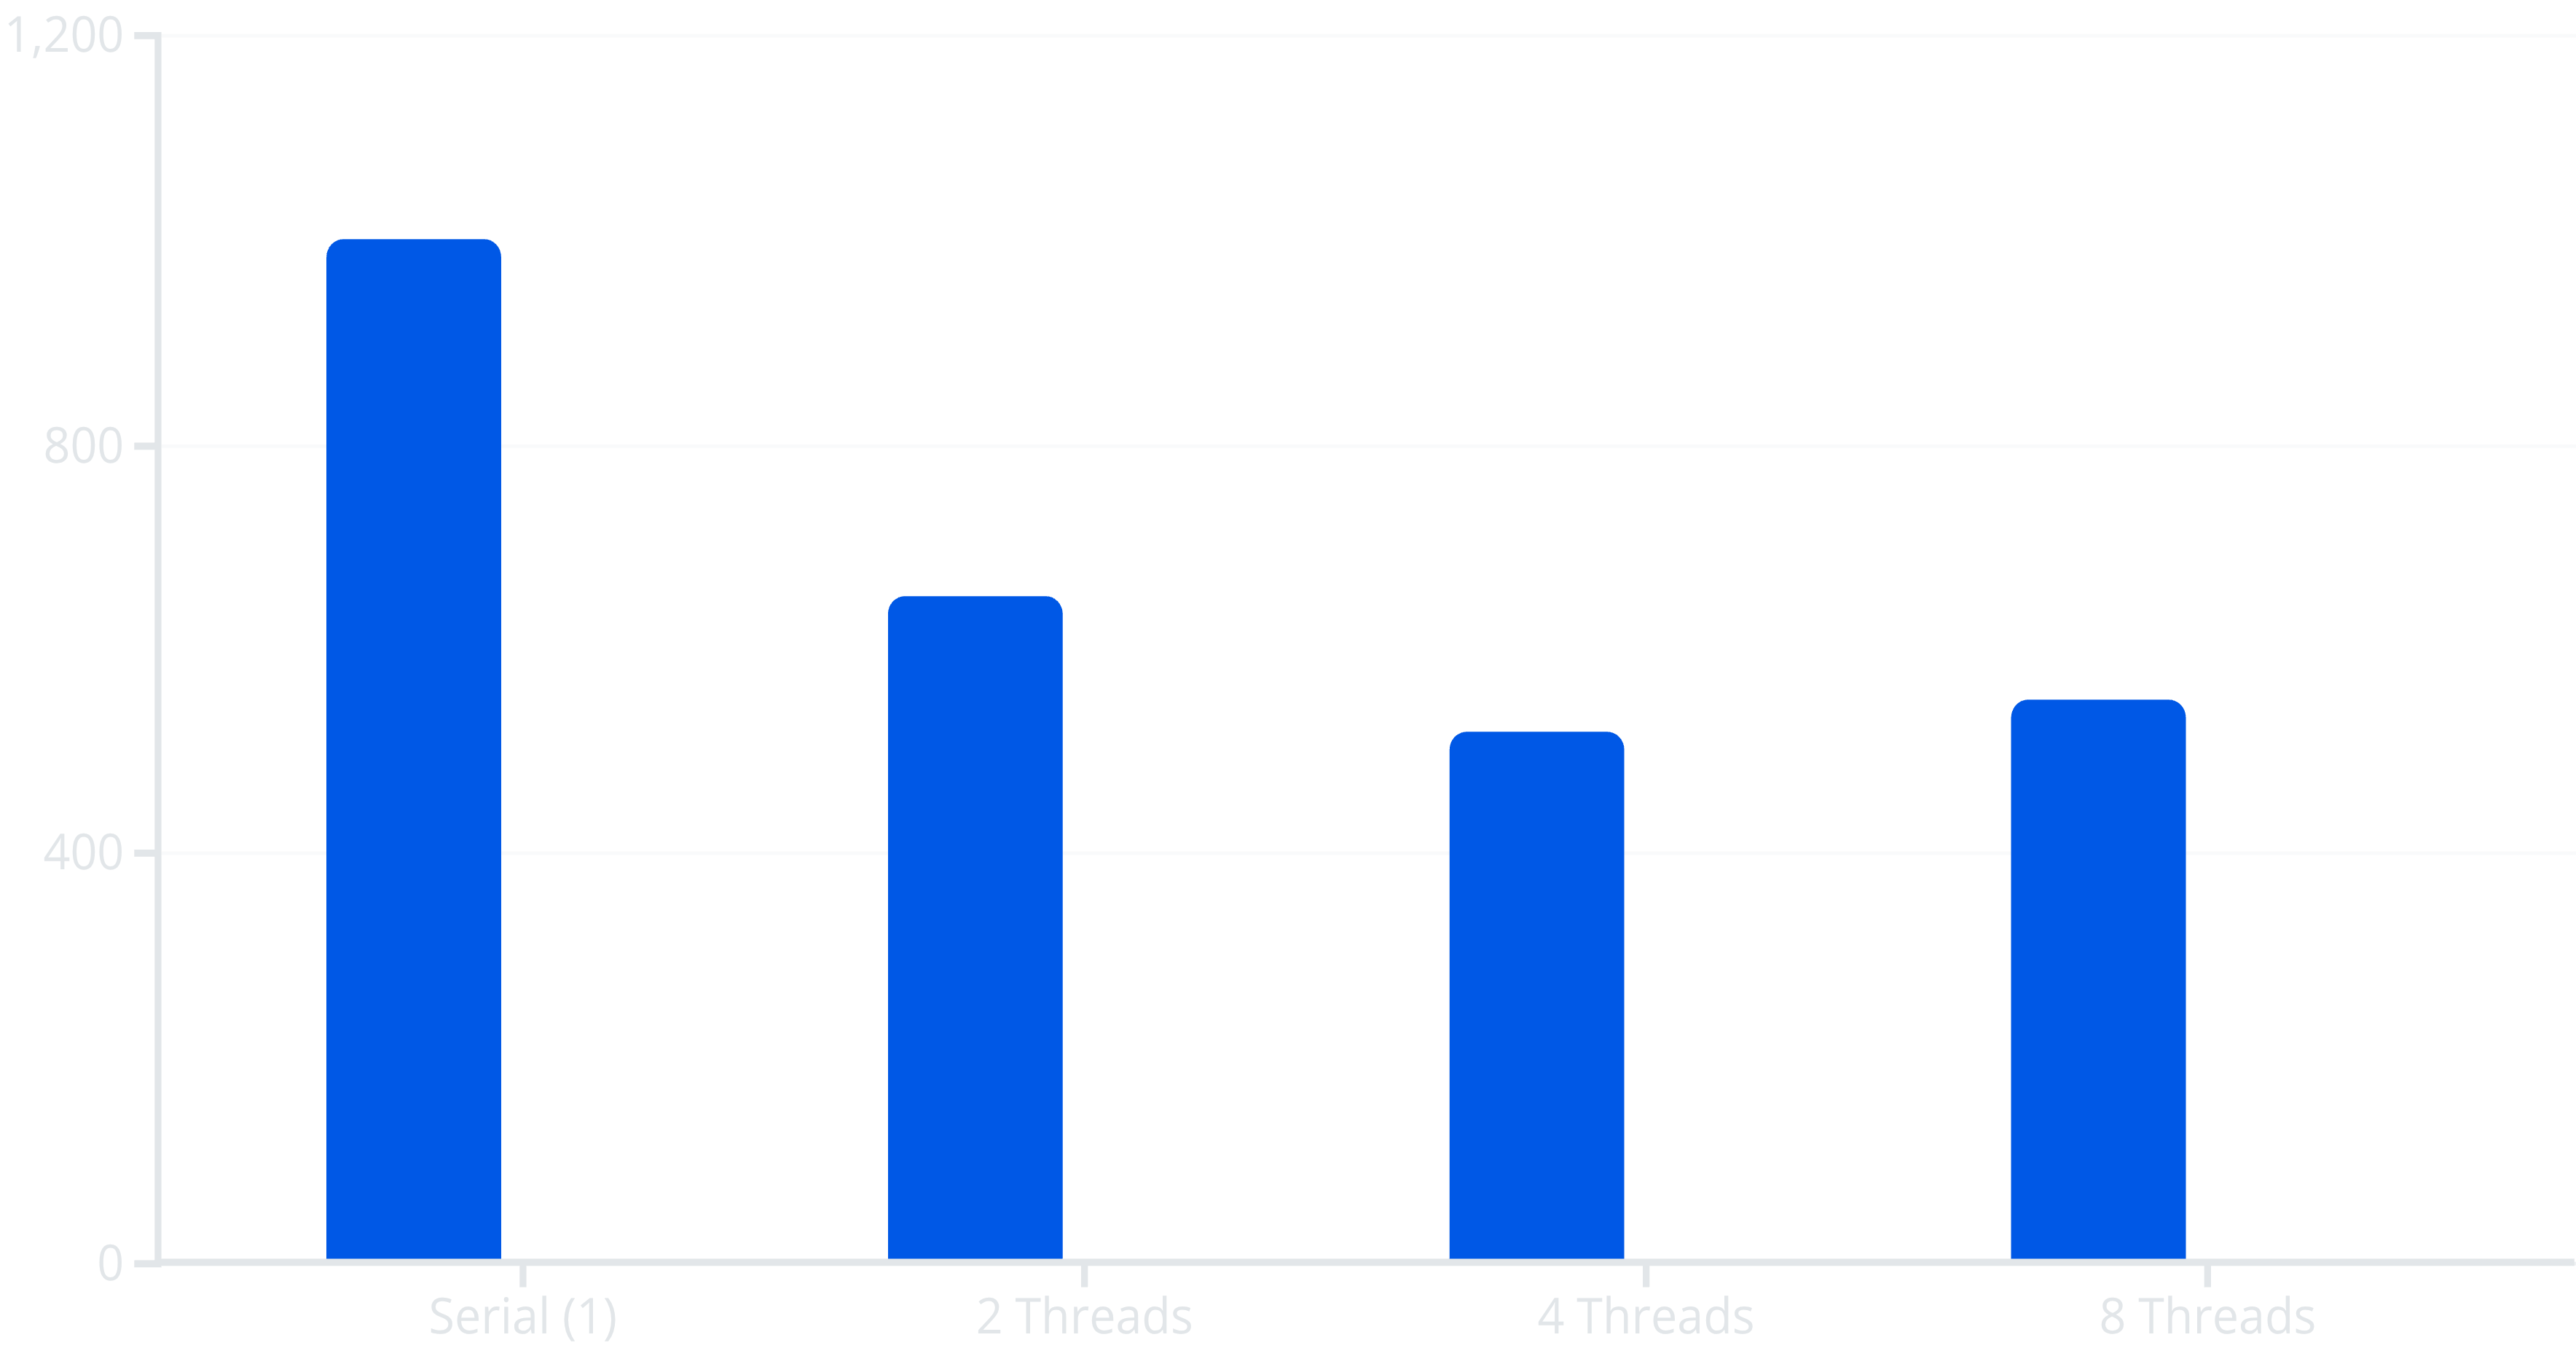 1,200
800
400
0
Serial (1)
2 Threads
4 Threads
8 Threads